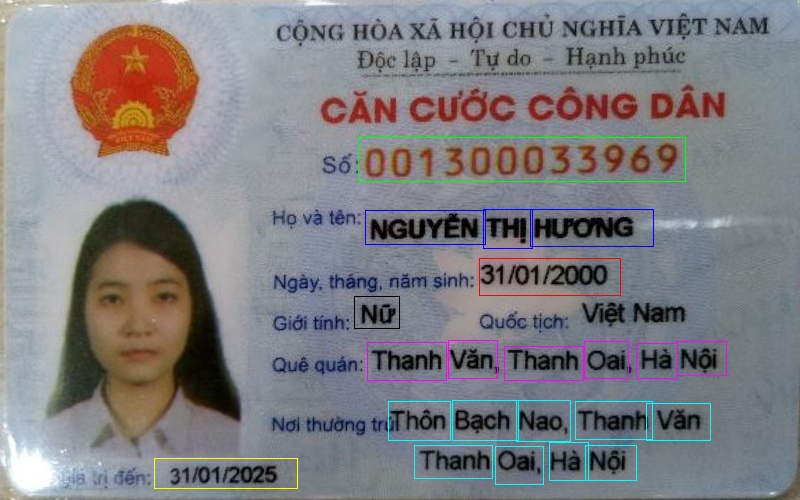 CỘNG HÒA XÃ HỘI CHỦ NGHĨA VIỆT NAM
Độc lập - Tự do - Hạnh phúc
CĂN CƯỚC CÔNG DÂN
Số: 001300033969
Họ và tên: NGUYỄN THỊ HƯƠNG
Ngày, tháng, năm sinh: 31/01/2000
Giới tính: Nữ Quốc tịch: Việt Nam
Quê quán: Thanh Văn, Thanh Oai, Hà Nội
Nơi thường trú: Thôn Bạch Nao, Thanh Văn
Thanh Oai, Hà Nội
giá trị đến: 31/01/2025
VIỆT NAM